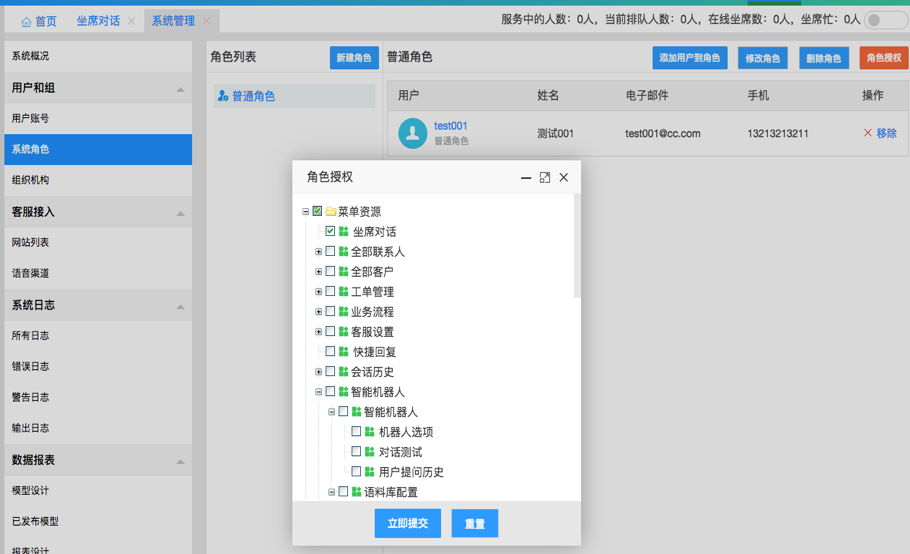 首页 坐席对话 系统管理 服务中的人数：0人，当前排队人数：0人，在线坐席数：0人，坐席忙：0人
系统概况
用户和组
用户账号
系统角色
组织机构
客服接入
网站列表
语音渠道
系统日志
所有日志
错误日志
警告日志
输出日志
数据报表
模型设计
已发布模型
报表设计
角色列表 新建角色
普通角色
普通角色 添加用户到角色 修改角色 删除角色 角色授权
用户 姓名 电子邮件 手机 操作
test001 测试001 test001@cc.com 13213213211 移除
普通角色
角色授权
菜单资源
坐席对话
全部联系人
全部客户
工单管理
业务流程
客服设置
快捷回复
会话历史
智能机器人
智能机器人
机器人选项
对话测试
用户提问历史
语料库配置
立即提交 重置